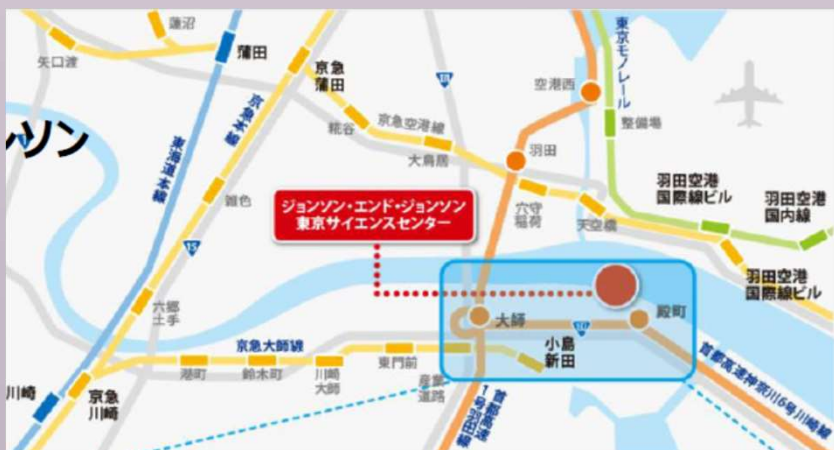 蓮沼
矢口渡
蒲田
京急
蒲田
ンソン
東海道本線
京急本線
糀谷
京急空港線
大鳥居
空港西
羽田
東京モノレール
整備場
雑色
15
ジョンソン・エンド・ジョンソン
東京サイエンスセンター
穴守
稲荷
天空橋
羽田空港
国際線ビル
羽田空港
国内線
羽田空港
国際線ビル
六郷
土手
大師
殿町
小島
新田
京急大師線
港町
鈴木町
川崎
大師
東門前
産業
道路
川崎
京急
川崎
首都高速
1号羽田線
首都高速神奈川6号川崎線